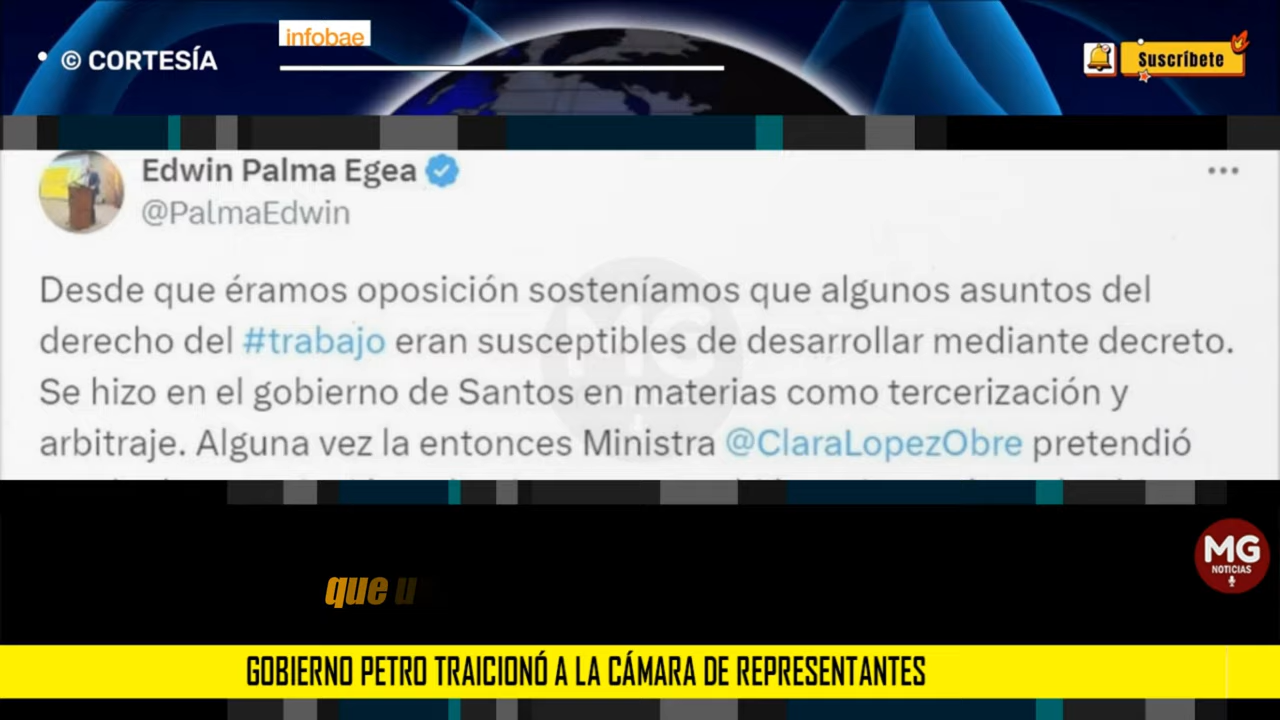 © CORTESÍA
infobae
Suscríbete
Edwin Palma Egea
@PalmaEdwin
Desde que éramos oposición sosteníamos que algunos asuntos del
derecho del #trabajo eran susceptibles de desarrollar mediante decreto.
Se hizo en el gobierno de Santos en materias como tercerización y
arbitraje. Alguna vez la entonces Ministra @ClaraLopezObre pretendió
MG
NOTICIAS
que u
GOBIERNO PETRO TRAICIONÓ A LA CÁMARA DE REPRESENTANTES